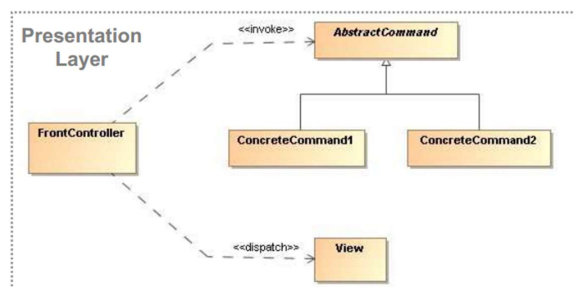 Presentation
Layer
<<invoke>>
AbstractCommand
FrontController
ConcreteCommand1
ConcreteCommand2
<<dispatch>>
View